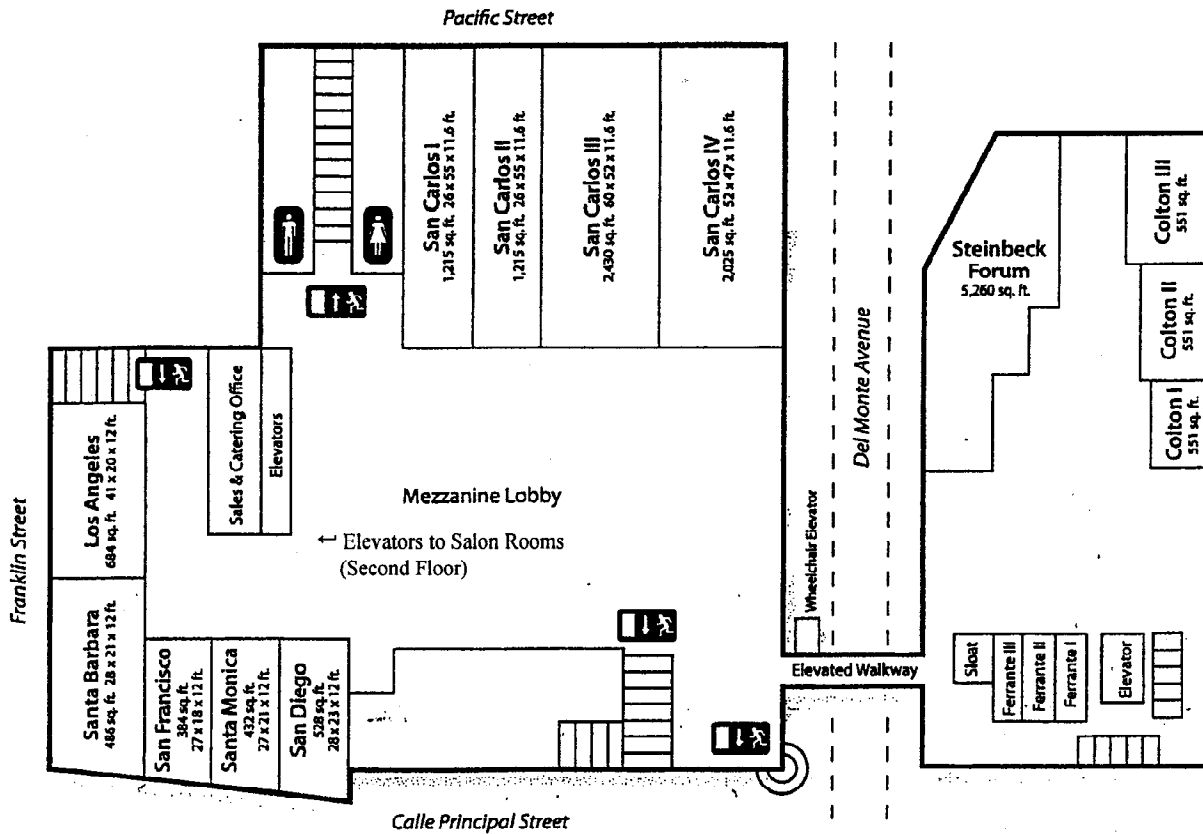 Pacific Street
San Carlos I
1,215 sq. ft. 26 x 55 x 11.6 ft.
San Carlos II
1,215 sq. ft. 26 x 55 x 11.6 ft.
San Carlos III
2,430 sq. ft. 60 x 52 x 11.6 ft.
San Carlos IV
2,025 sq. ft. 52 x 47 x 11.6 ft.
Steinbeck
Forum
5,260 sq. ft.
Colton III
551 sq. ft.
Colton II
551 sq. ft.
Colton I
551 sq. ft.
Del Monte Avenue
Franklin Street
Los Angeles
684 sq. ft. 41 x 20 x 12 ft.
Sales & Catering Office
Elevators
Mezzanine Lobby
← Elevators to Salon Rooms
(Second Floor)
Wheelchair Elevator
Elevated Walkway
Santa Barbara
486 sq. ft. 28 x 21 x 12 ft.
San Francisco
384 sq. ft.
27 x 18 x 12 ft.
Santa Monica
432 sq. ft.
27 x 21 x 12 ft.
San Diego
528 sq. ft.
28 x 23 x 12 ft.
Sloat
Ferrante III
Ferrante II
Ferrante I
Elevator
Calle Principal Street